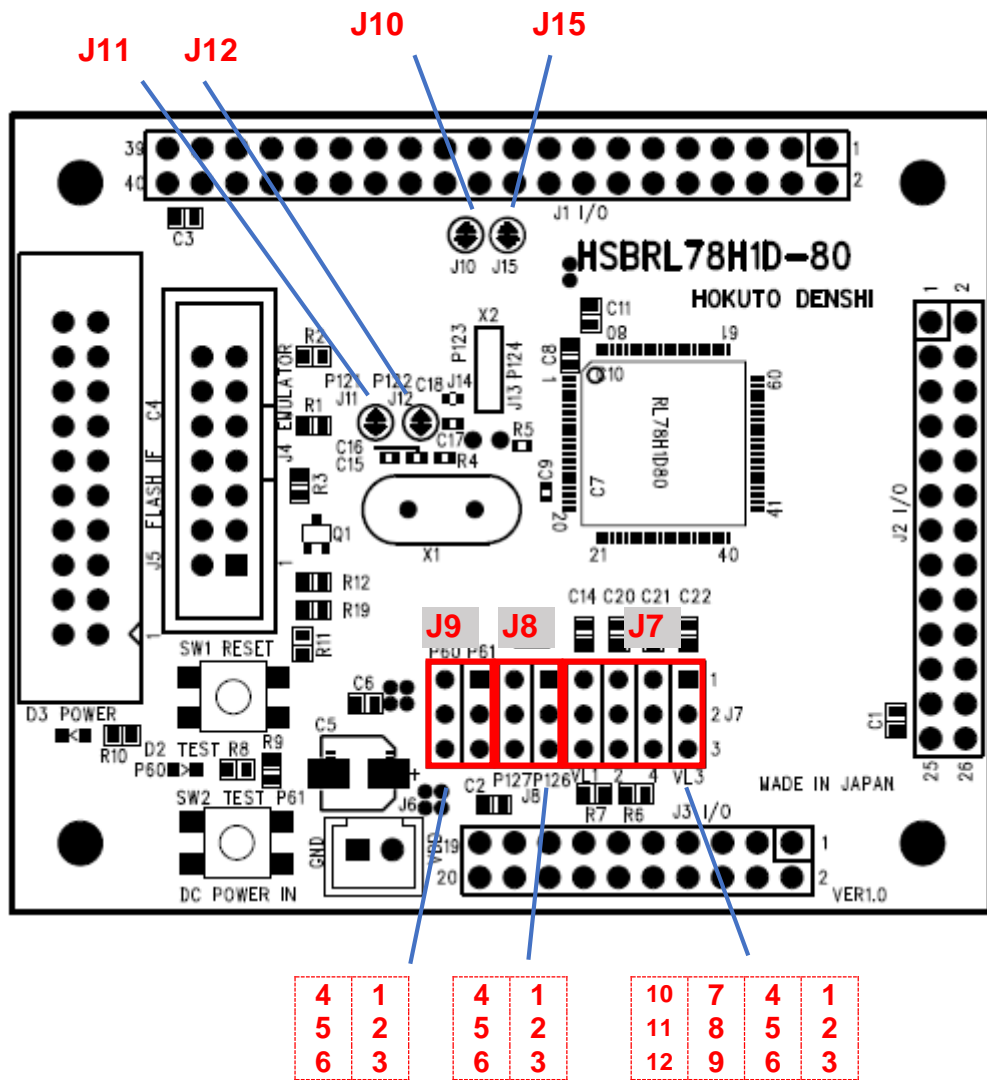 J10 J15
J11 J12
39 1
40 2
J1 I/O
C3
J10 J15
HSBRL78H1D-80
HOKUTO DENSHI
1 2
C11
80 61
X2
P123 P124
R2
C8
1
C10
60
EMULATOR
P121 P122 C18 J14
J11 J12
J13
RL78H1D80
C4
R1
C17 R5
C16
C15 R4
J4
FLASH IF
R3
C9
C7
20 41
J2 I/O
Q1
X1
21 40
J5
1
R12
C14 C20 C21 C22
R19
J9 J8 J7
1
R11
SW1 RESET
P60 P61
1
C6
2 J7
D3 POWER
C5
3
C1
R10
D2 TEST R8 R9
P60
+
P127 P126 VL1 2 4 VL3
MADE IN JAPAN
25 26
SW2 TEST P61
J6
C2
J8
R7 R6
J3 I/O
GND
VDD
19 1
20 2
DC POWER IN
VER1.0
4 1 4 1 10 7 4 1
5 2 5 2 11 8 5 2
6 3 6 3 12 9 6 3